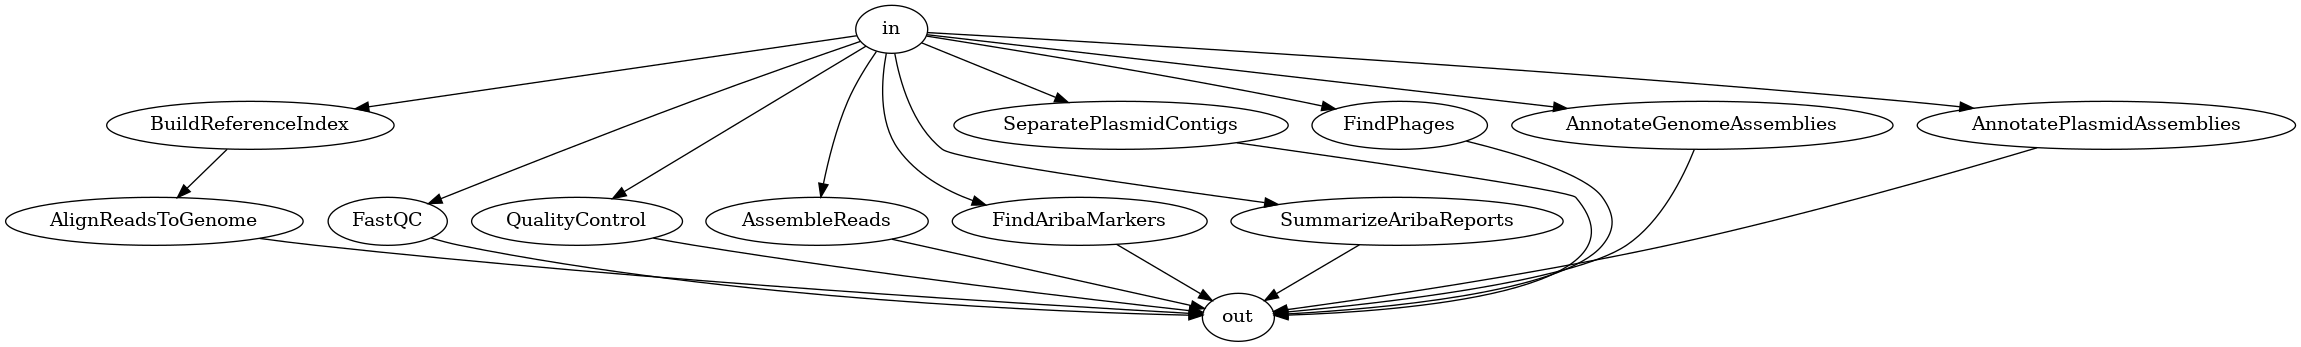 in
BuildReferenceIndex
SeparatePlasmidContigs
FindPhages
AnnotateGenomeAssemblies
AnnotatePlasmidAssemblies
AlignReadsToGenome
FastQC
QualityControl
AssembleReads
FindAribaMarkers
SummarizeAribaReports
out